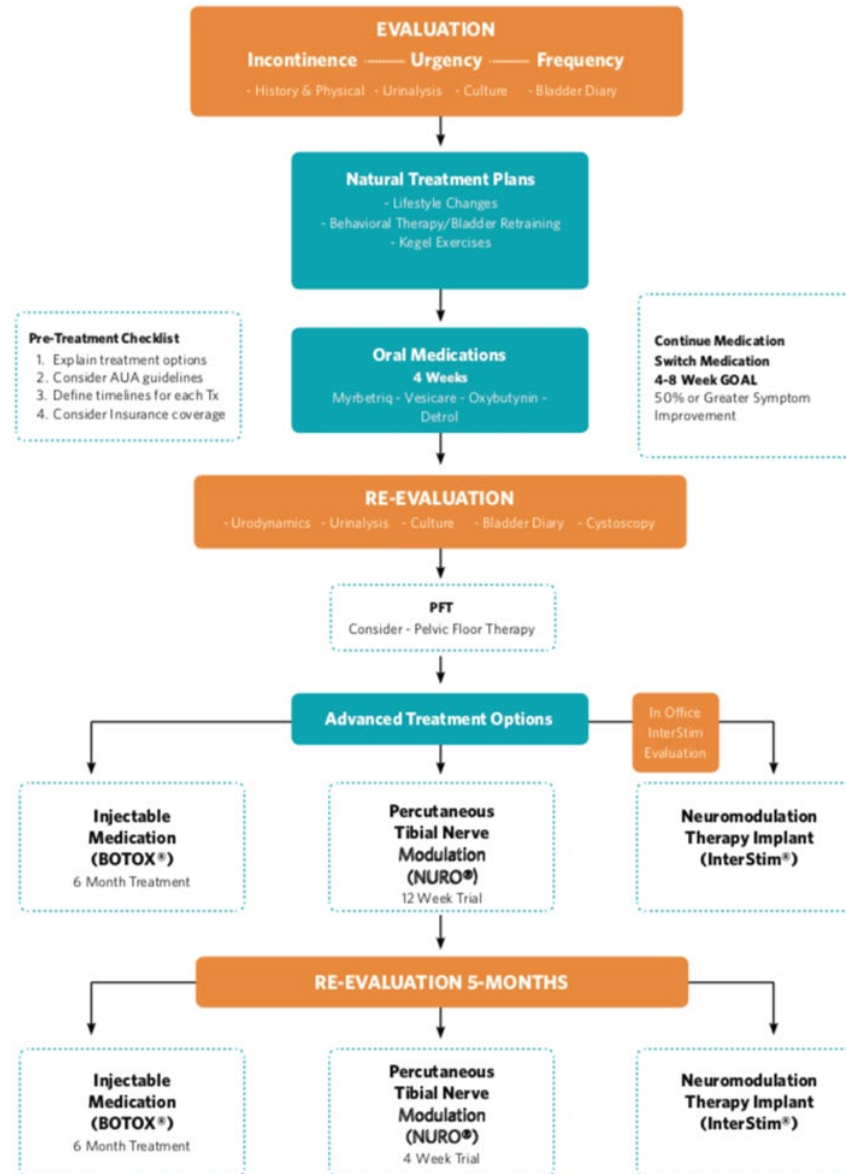 EVALUATION
Incontinence Urgency Frequency
- History & Physical - Urinalysis - Culture - Bladder Diary
Natural Treatment Plans
- Lifestyle Changes
- Behavioral Therapy/Bladder Retraining
- Kegel Exercises
Pre-Treatment Checklist
1. Explain treatment options
2. Consider AUA guidelines
3. Define timelines for each Tx
4. Consider Insurance coverage
Oral Medications
4 Weeks
Myrbetriq - Vesicare - Oxybutynin -
Detrol
Continue Medication
Switch Medication
4-8 Week GOAL
50% or Greater Symptom
Improvement
RE-EVALUATION
- Urodynamics - Urinalysis - Culture - Bladder Diary - Cystoscopy
PFT
Consider - Pelvic Floor Therapy
Advanced Treatment Options
In Office
InterStim
Evaluation
Injectable
Medication
(BOTOX®)
6 Month Treatment
Percutaneous
Tibial Nerve
Modulation
(NURO®)
12 Week Trial
Neuromodulation
Therapy Implant
(InterStim®)
RE-EVALUATION 5-MONTHS
Injectable
Medication
(BOTOX®)
6 Month Treatment
Percutaneous
Tibial Nerve
Modulation
(NURO®)
4 Week Trial
Neuromodulation
Therapy Implant
(InterStim®)